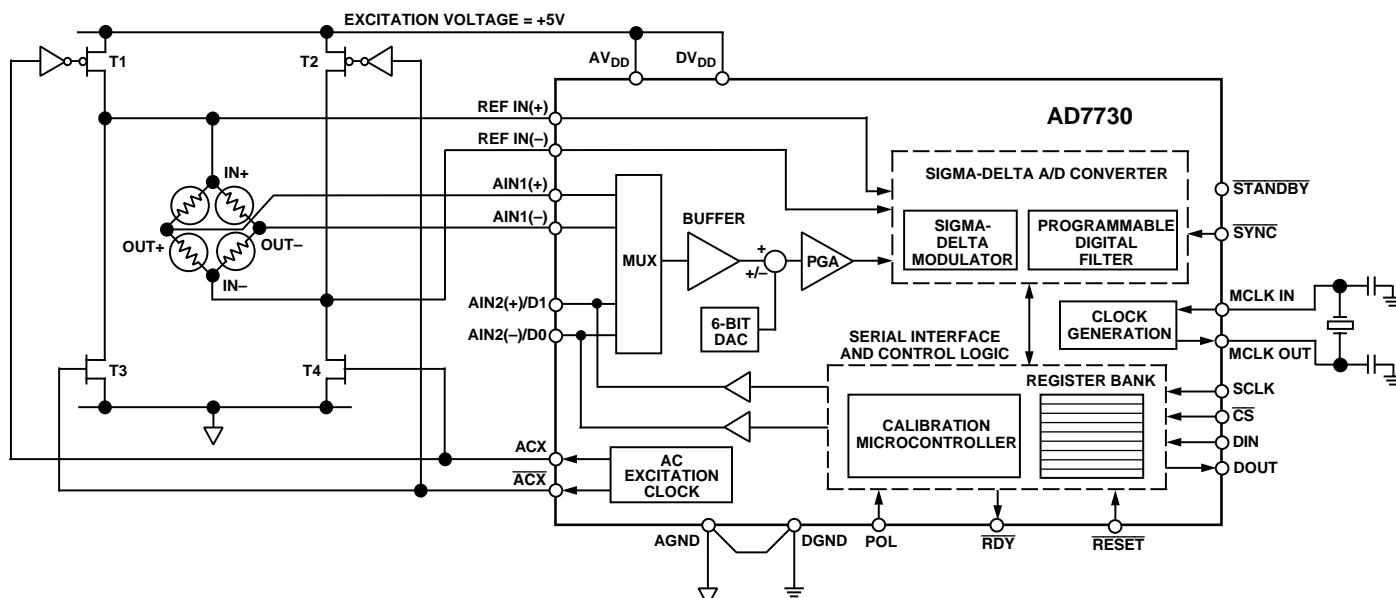 EXCITATION VOLTAGE = +5V
T1
T2
AVDD
DVDD
REF IN(+)
AD7730
REF IN(–)
SIGMA-DELTA A/D CONVERTER
IN+
AIN1(+)
STANDBY
BUFFER
SIGMA-
DELTA
MODULATOR
PROGRAMMABLE
DIGITAL
FILTER
SYNC
AIN1(–)
OUT+
OUT–
MUX
+
+/–
PGA
IN–
AIN2(+)/D1
6-BIT
DAC
CLOCK
GENERATION
MCLK IN
AIN2(–)/D0
SERIAL INTERFACE
AND CONTROL LOGIC
MCLK OUT
T3
T4
REGISTER BANK
SCLK
CALIBRATION
MICROCONTROLLER
CS
DIN
DOUT
ACX
ACX
AC
EXCITATION
CLOCK
AGND
DGND
POL
RDY
RESET